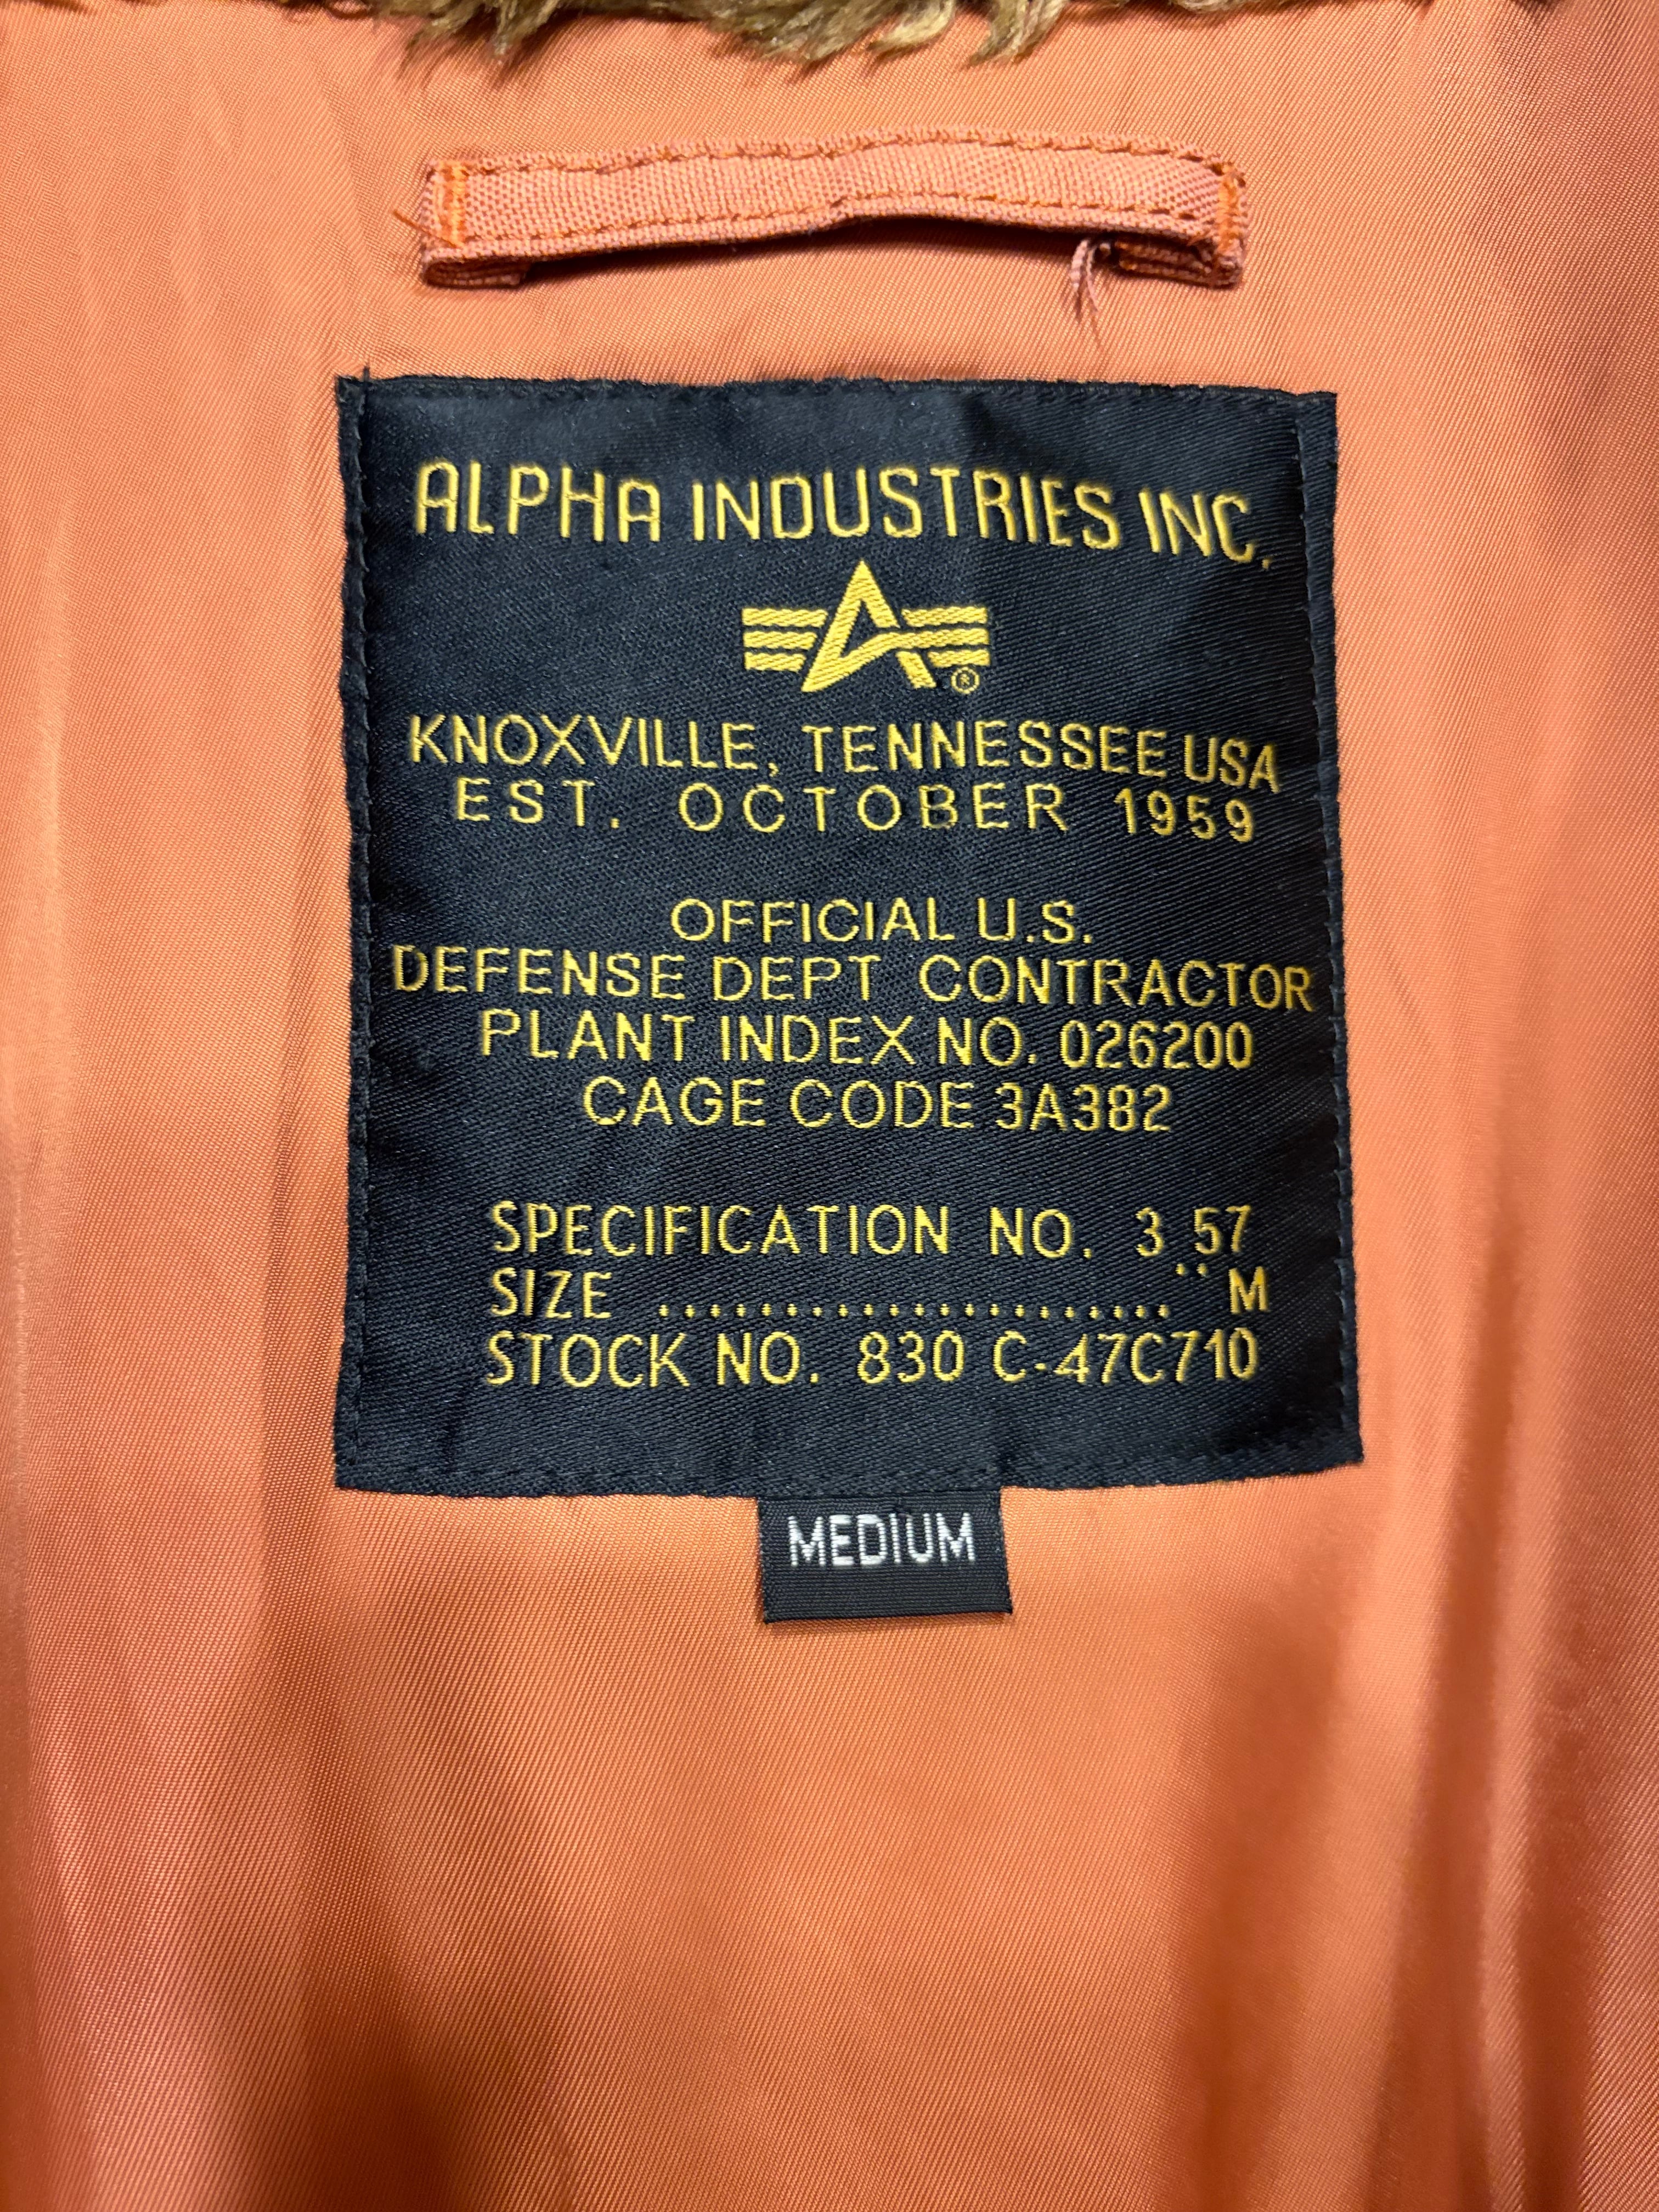 ALPHA INDUSTRIES INC.
®
KNOXVILLE, TENNESSEE USA
EST. OCTOBER 1959
OFFICIAL U.S.
DEFENSE DEPT CONTRACTOR
PLANT INDEX NO. 026200
CAGE CODE 3A382
SPECIFICATION NO. 3 57
SIZE ........................ M
STOCK NO. 830 C-47C710
MEDIUM